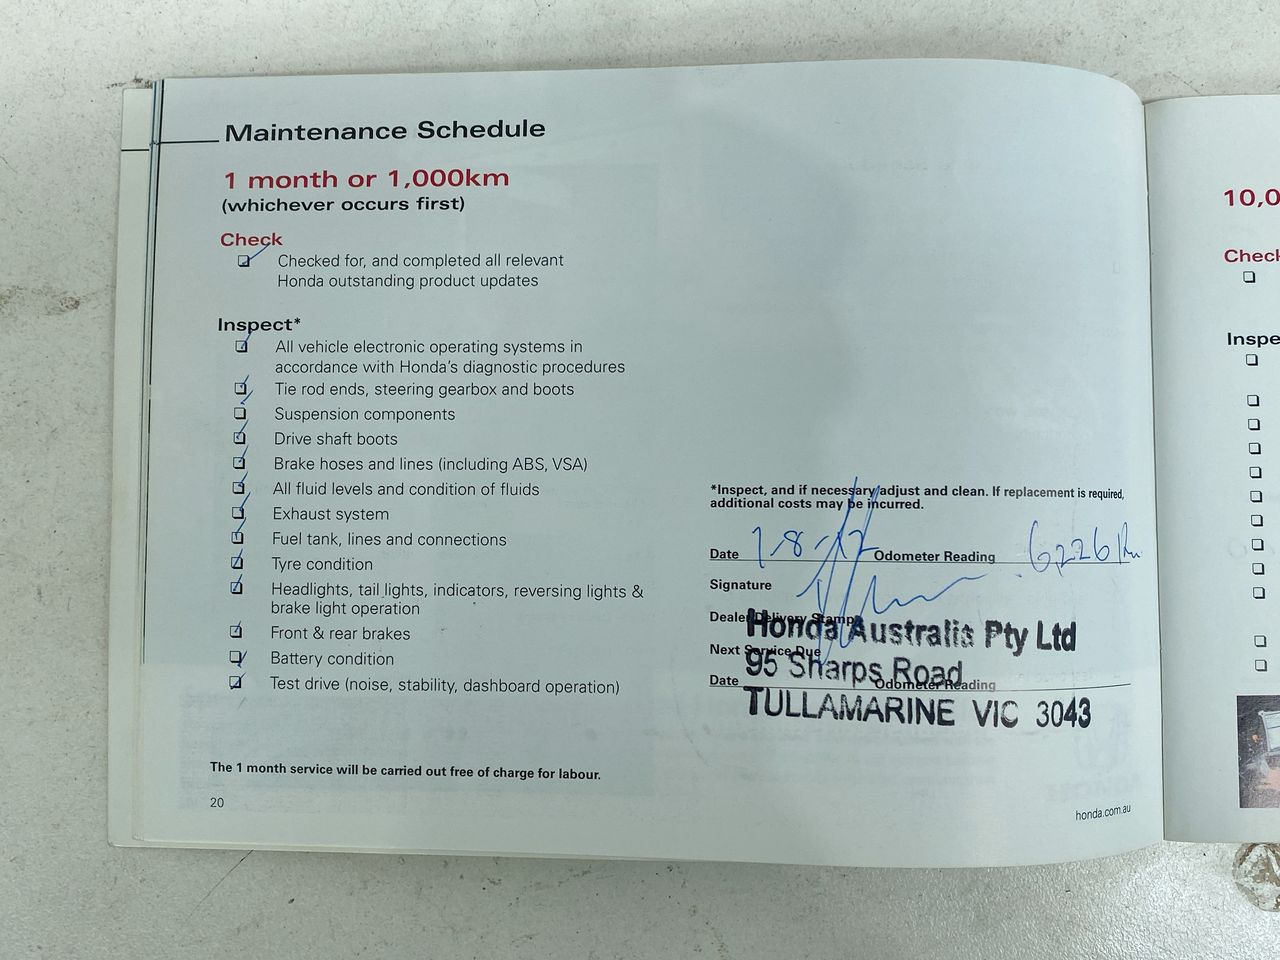 Maintenance Schedule
1 month or 1,000km
(whichever occurs first)
Check
Checked for, and completed all relevant
Honda outstanding product updates
Inspect*
All vehicle electronic operating systems in
accordance with Honda's diagnostic procedures
Tie rod ends, steering gearbox and boots
Suspension components
Drive shaft boots
Brake hoses and lines (including ABS, VSA)
All fluid levels and condition of fluids
Exhaust system
Fuel tank, lines and connections
Tyre condition
Headlights, tail lights, indicators, reversing lights &
brake light operation
Front & rear brakes
Battery condition
Test drive (noise, stability, dashboard operation)
The 1 month service will be carried out free of charge for labour.
20
*Inspect, and if necessary adjust and clean. If replacement is required,
additional costs may be incurred.
Date Odometer Reading
Signature
Dealer Delivery Stamp
Honda Australia Pty Ltd
Next Service Due
95 Sharps Road
Date Odometer Reading
TULLAMARINE VIC 3043
honda.com.au
10,0
Check
Inspe